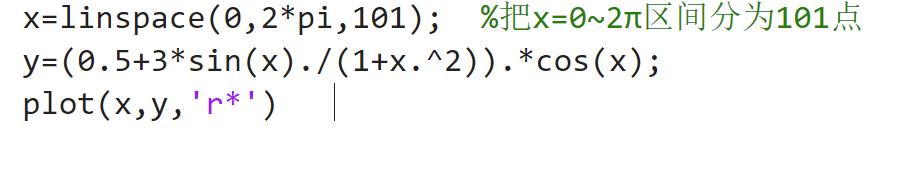 x=linspace(0,2*pi,101);  %把x=0~2π区间分为101点
y=(0.5+3*sin(x)./(1+x.^2)).*cos(x);
plot(x,y,'r*')